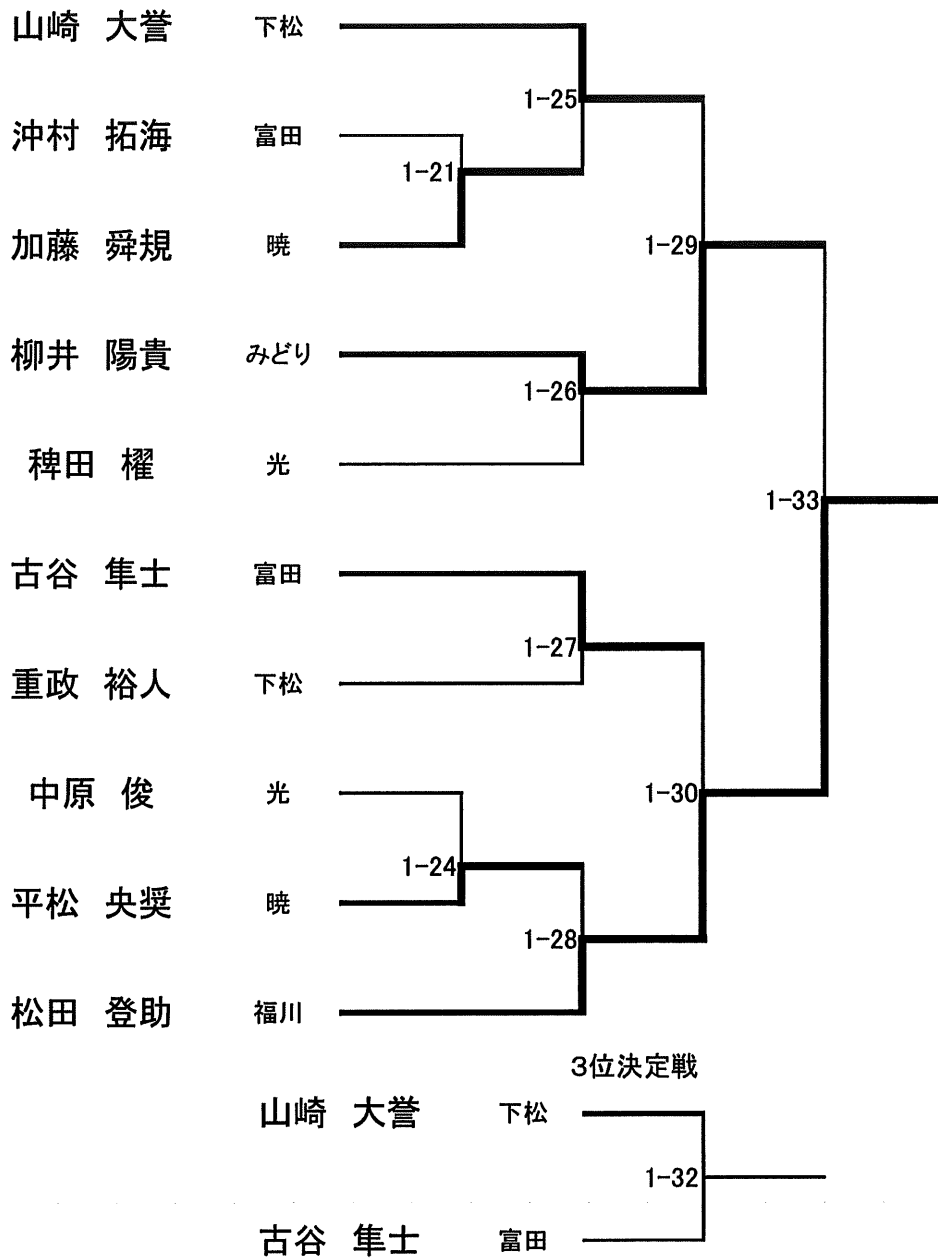 山崎 大誉 下松
1-25
沖村 拓海 富田
1-21
加藤 舜規 暁
1-29
柳井 陽貴 みどり
1-26
稗田 櫂 光
1-33
古谷 隼士 富田
1-27
重政 裕人 下松
中原 俊 光
1-30
1-24
平松 央奨 暁
1-28
松田 登助 福川
3位決定戦
山崎 大誉 下松
1-32
古谷 隼士 富田